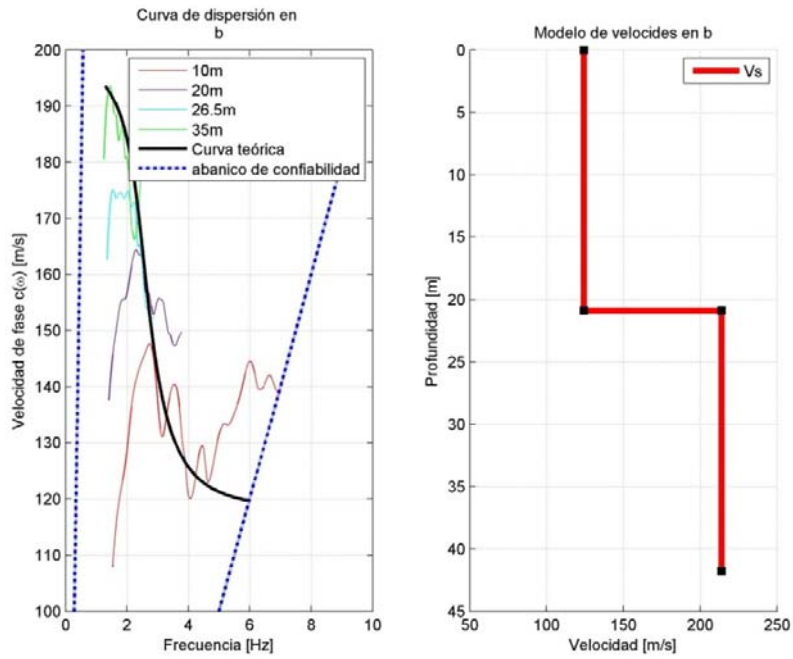 Curva de dispersión en
b
200
190
180
170
160
150
140
130
120
110
100
Velocidad de fase c(ω) [m/s]
10m
20m
26.5m
35m
Curva teórica
abanico de confiabilidad
0
2
4
6
8
10
Frecuencia [Hz]
Modelo de velocides en b
0
5
10
15
20
25
30
35
40
45
Profundidad [m]
Vs
50
100
150
200
250
Velocidad [m/s]